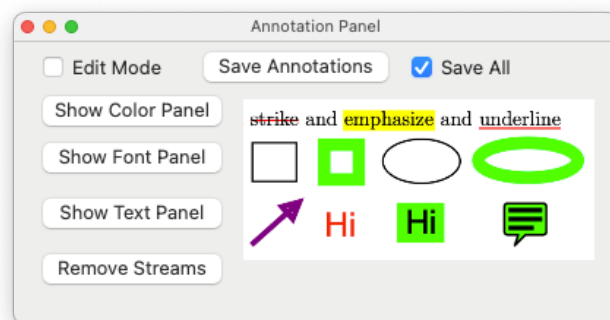 Annotation Panel
Edit Mode Save Annotations Save All
Show Color Panel
Show Font Panel
Show Text Panel
Remove Streams
strike and emphasize and underline
Hi Hi